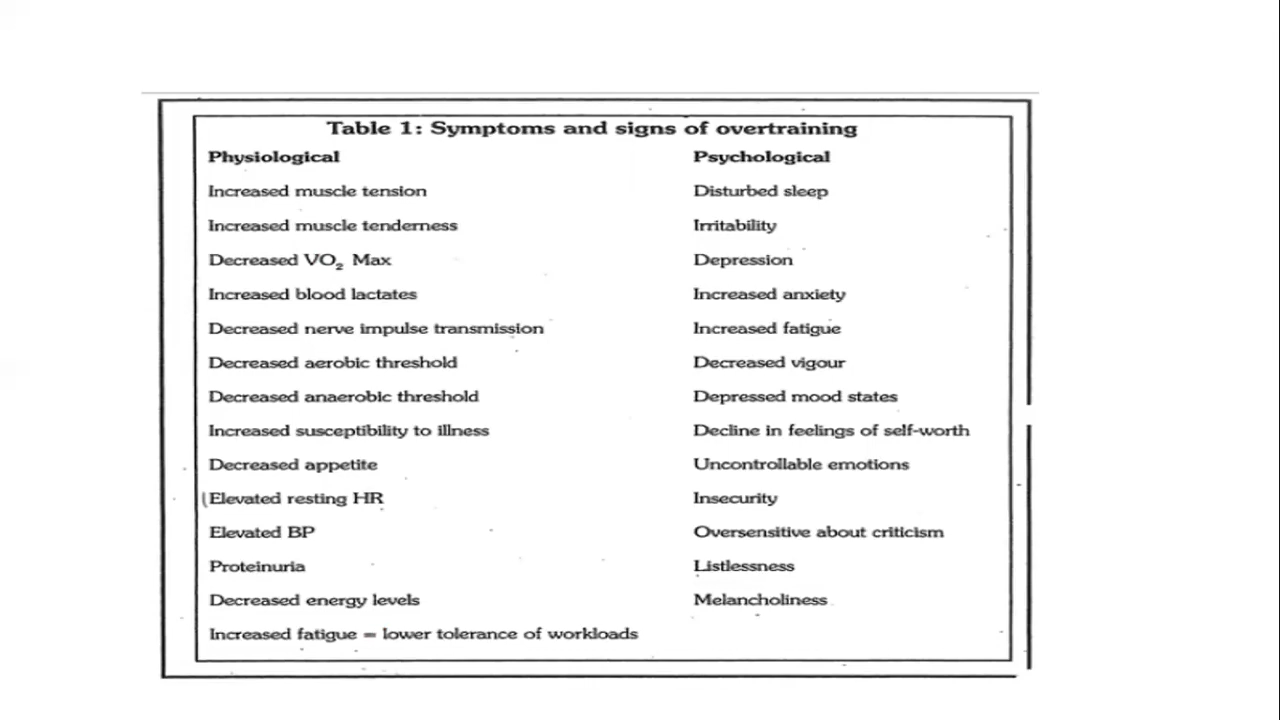 Table 1: Symptoms and signs of overtraining
Physiological Psychological
Increased muscle tension Disturbed sleep
Increased muscle tenderness Irritability
Decreased VO₂ Max Depression
Increased blood lactates Increased anxiety
Decreased nerve impulse transmission Increased fatigue
Decreased aerobic threshold Decreased vigour
Decreased anaerobic threshold Depressed mood states
Increased susceptibility to illness Decline in feelings of self-worth
Decreased appetite Uncontrollable emotions
Elevated resting HR Insecurity
Elevated BP Oversensitive about criticism
Proteinuria Listlessness
Decreased energy levels Melancholiness
Increased fatigue = lower tolerance of workloads